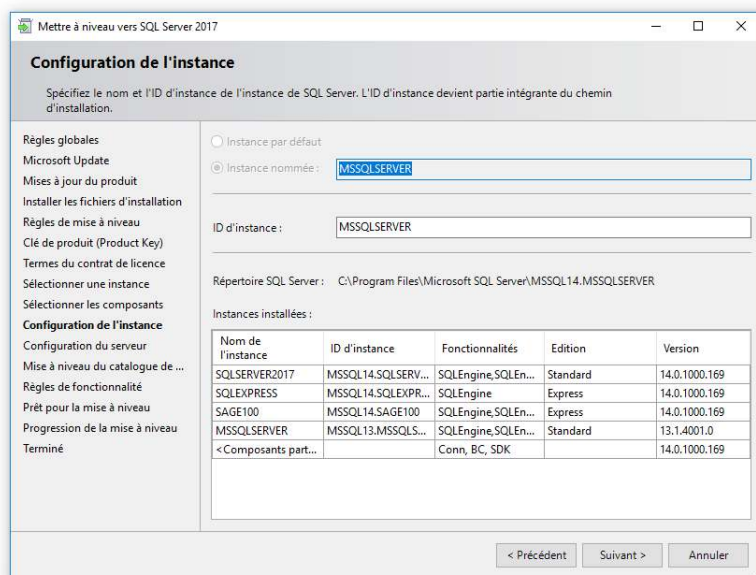 Mettre à niveau vers SQL Server 2017
Configuration de l'instance
Spécifiez le nom et l'ID d'instance de l'instance de SQL Server. L'ID d'instance devient partie intégrante du chemin
d'installation.
Règles globales
Microsoft Update
Mises à jour du produit
Installer les fichiers d'installation
Règles de mise à niveau
Clé de produit (Product Key)
Termes du contrat de licence
Sélectionner une instance
Sélectionner les composants
Configuration de l'instance
Configuration du serveur
Mise à niveau du catalogue de ...
Règles de fonctionnalité
Prêt pour la mise à niveau
Progression de la mise à niveau
Terminé
Instance par défaut
Instance nommée : MSSQLSERVER
ID d'instance : MSSQLSERVER
Répertoire SQL Server : C:\Program Files\Microsoft SQL Server\MSSQL14.MSSQLSERVER
Instances installées :
Nom de l'instance ID d'instance Fonctionnalités Edition Version
SQLSERVER2017 MSSQL14.SQLSERV... SQLEngine,SQLEn... Standard 14.0.1000.169
SQLEXPRESS MSSQL14.SQLEXPR... SQLEngine Express 14.0.1000.169
SAGE100 MSSQL14.SAGE100 SQLEngine,SQLEn... Express 14.0.1000.169
MSSQLSERVER MSSQL13.MSSQLS... SQLEngine,SQLEn... Standard 13.1.4001.0
<Composants part... Conn, BC, SDK 14.0.1000.169
< Précédent Suivant > Annuler